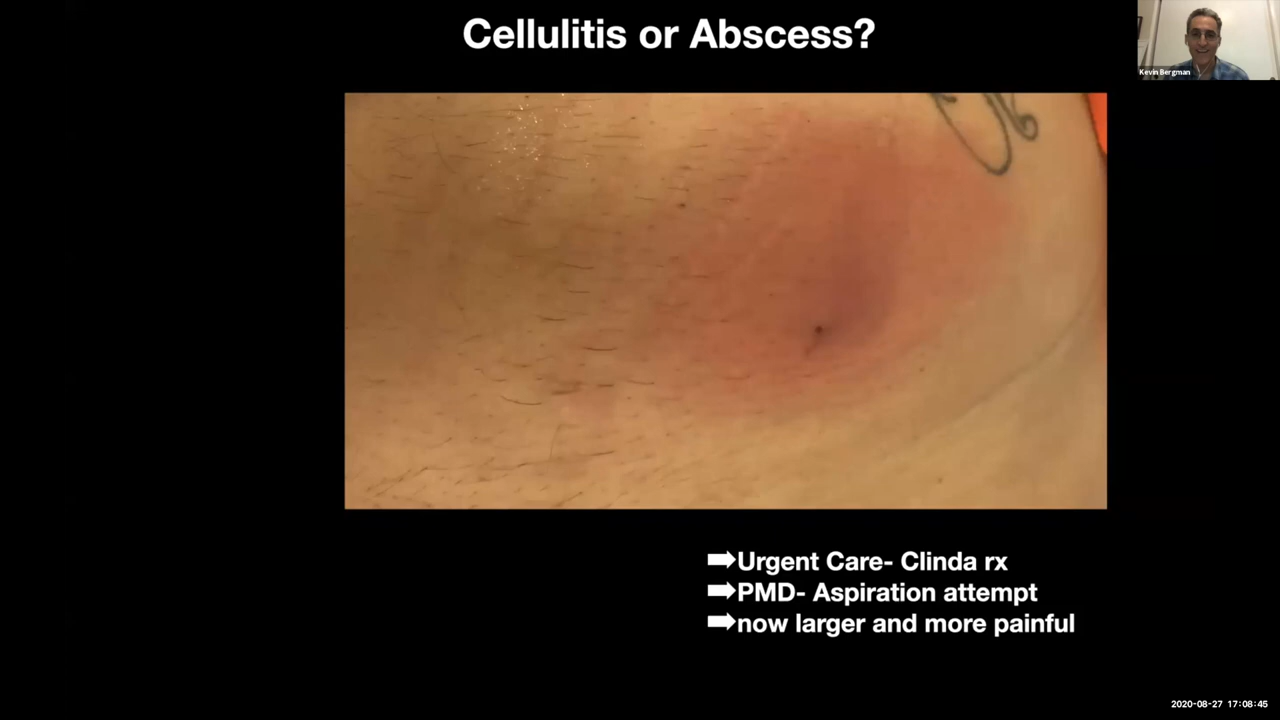 Cellulitis or Abscess?
Kevin Bergman
➡Urgent Care- Clinda rx
➡PMD- Aspiration attempt
➡now larger and more painful
2020-08-27 17:08:45